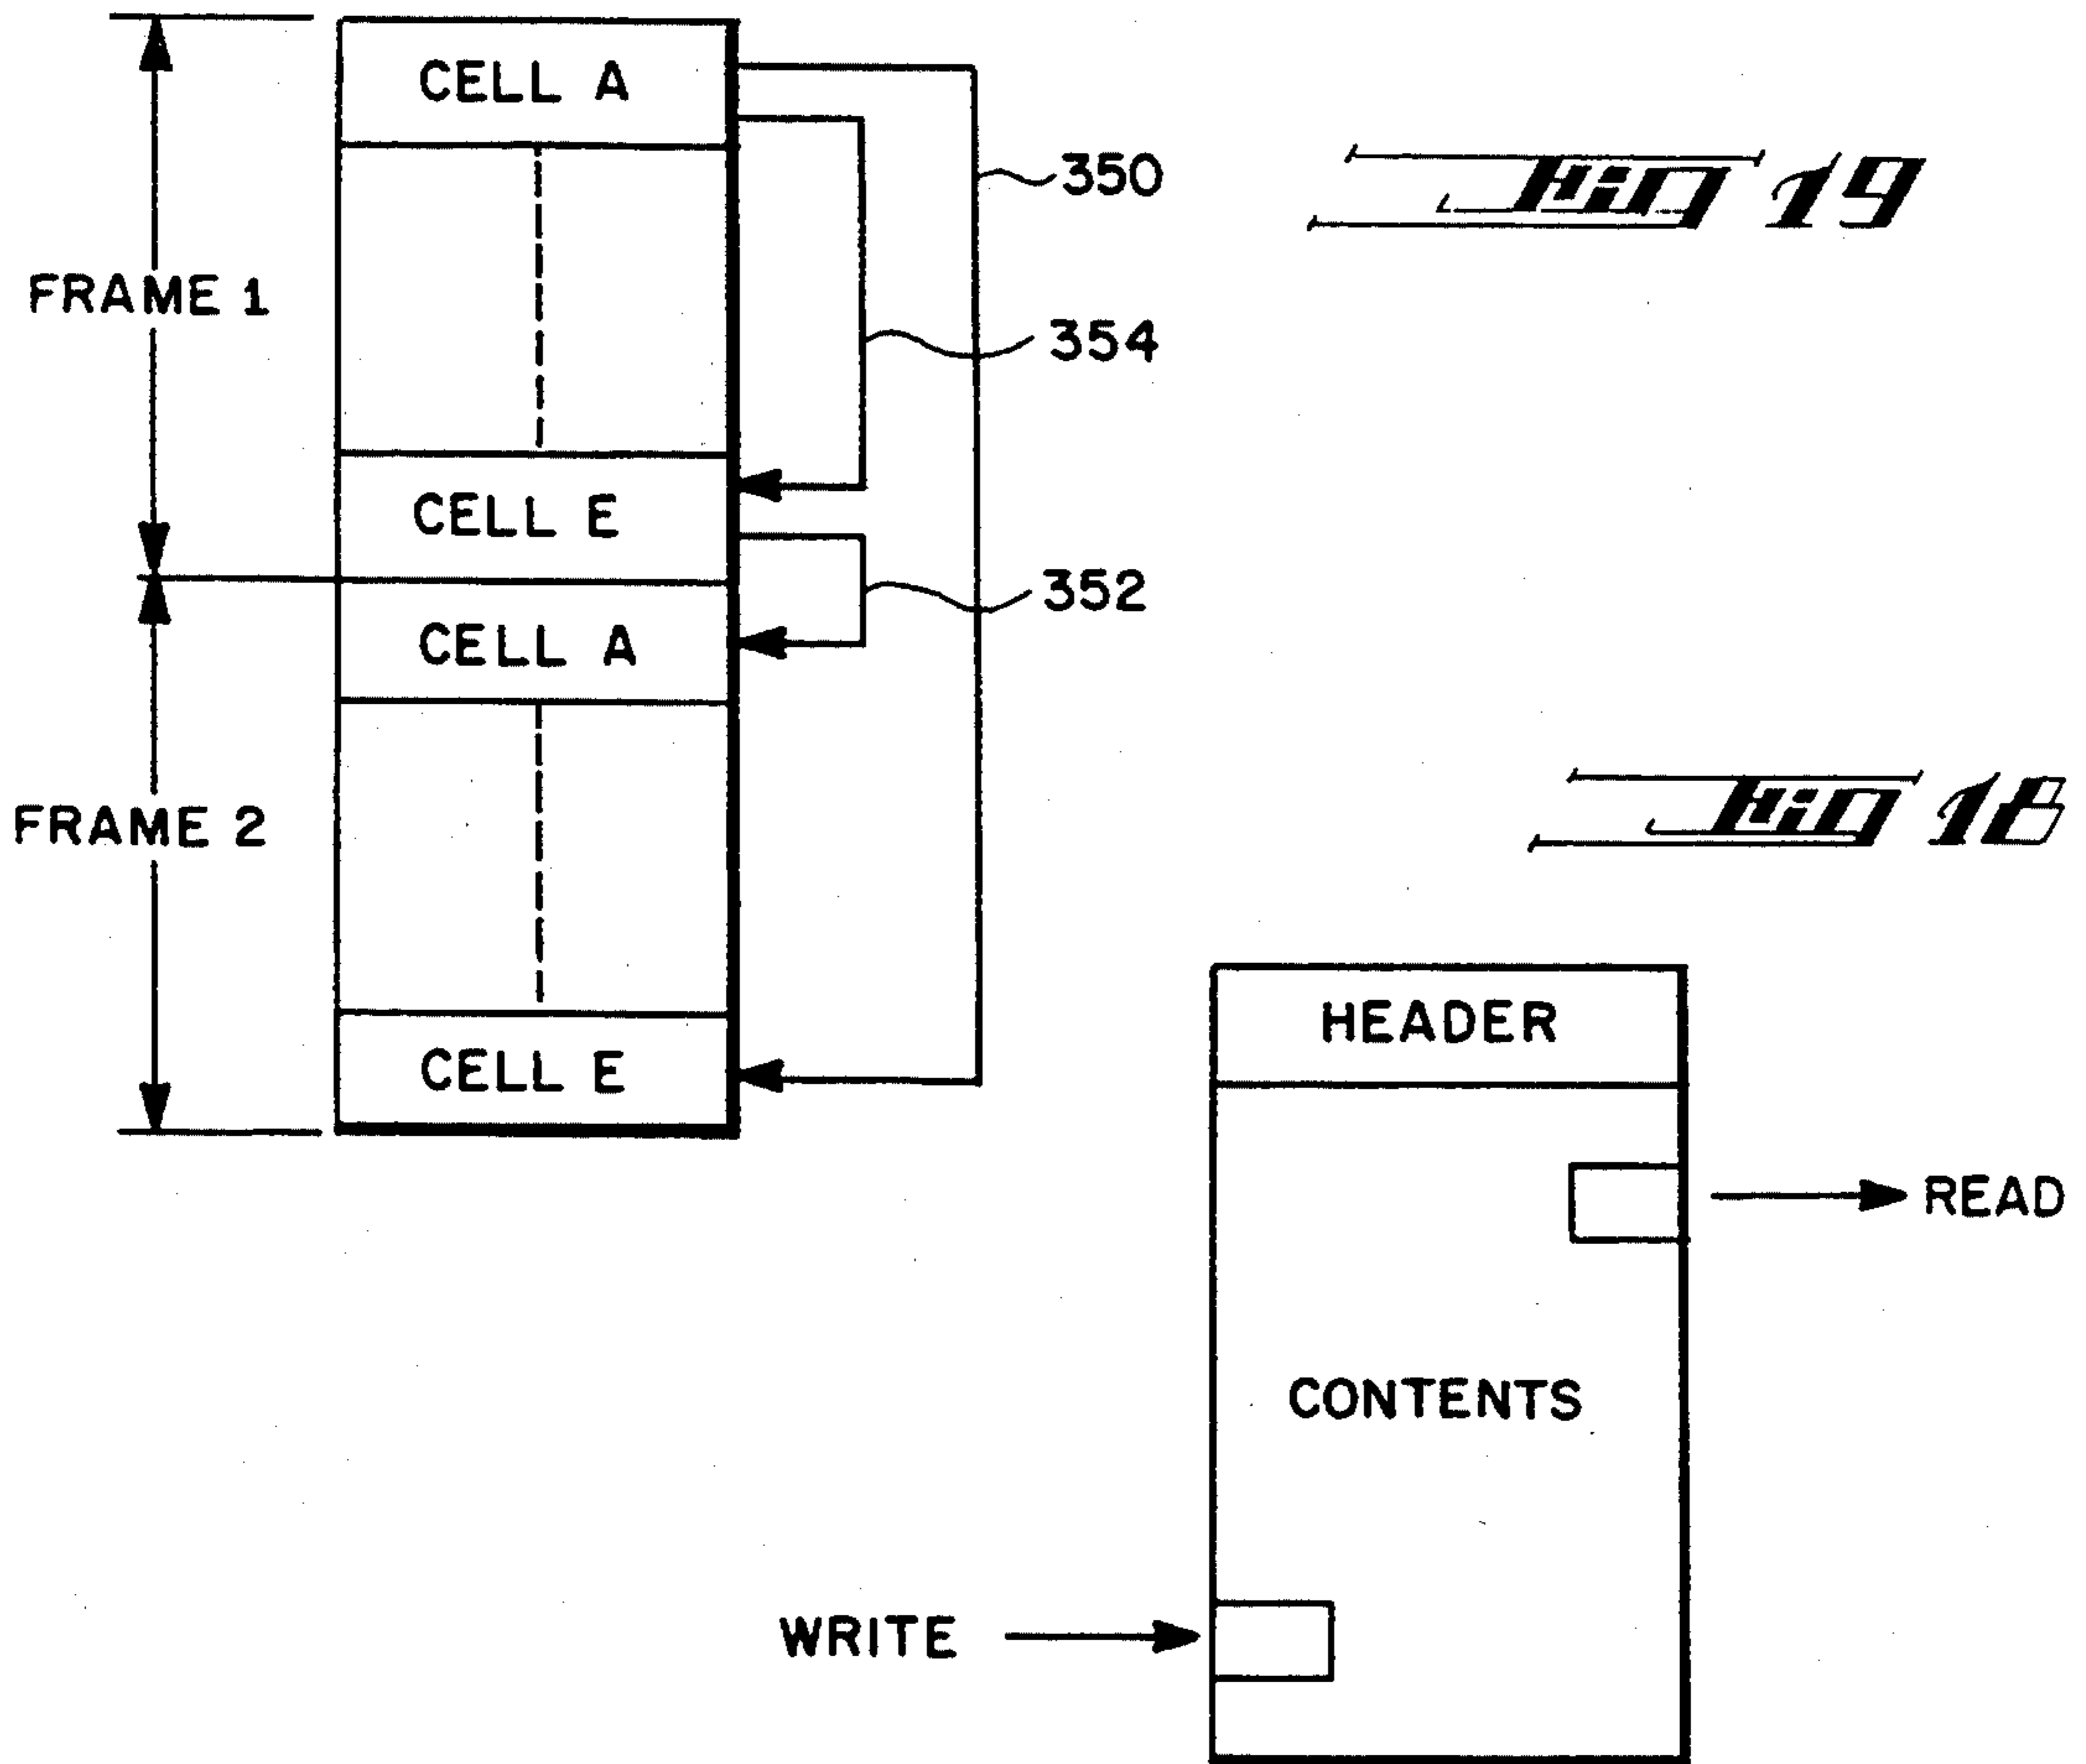 CELL A
350
Fig 19
FRAME 1
354
CELL E
352
CELL A
FRAME 2
Fig 18
CELL E
HEADER
READ
CONTENTS
WRITE